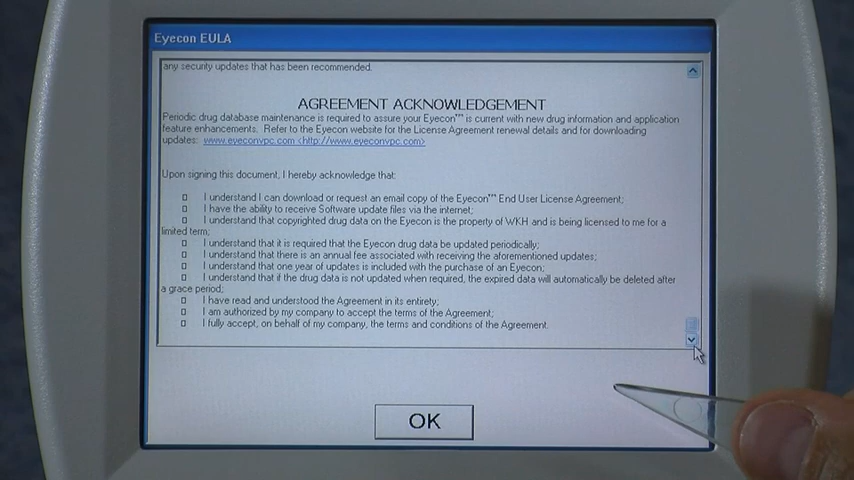 Eyecon EULA
any security updates that has been recommended.
AGREEMENT ACKNOWLEDGEMENT
Periodic drug database maintenance is required to assure your Eyecon™ is current with new drug information and application
feature enhancements.  Refer to the Eyecon website for the License Agreement renewal details and for downloading
updates:  www.eyeconvpc.com <http://www.eyeconvpc.com>
Upon signing this document, I hereby acknowledge that:
▯ I understand I can download or request an email copy of the Eyecon™ End User License Agreement;
▯ I have the ability to receive Software update files via the internet;
▯ I understand that copyrighted drug data on the Eyecon is the property of WKH and is being licensed to me for a
limited term;
▯ I understand that it is required that the Eyecon drug data be updated periodically;
▯ I understand that there is an annual fee associated with receiving the aforementioned updates;
▯ I understand that one year of updates is included with the purchase of an Eyecon;
▯ I understand that if the drug data is not updated when required, the expired data will automatically be deleted after
a grace period;
▯ I have read and understood the Agreement in its entirety;
▯ I am authorized by my company to accept the terms of the Agreement;
▯ I fully accept, on behalf of my company, the terms and conditions of the Agreement.
OK